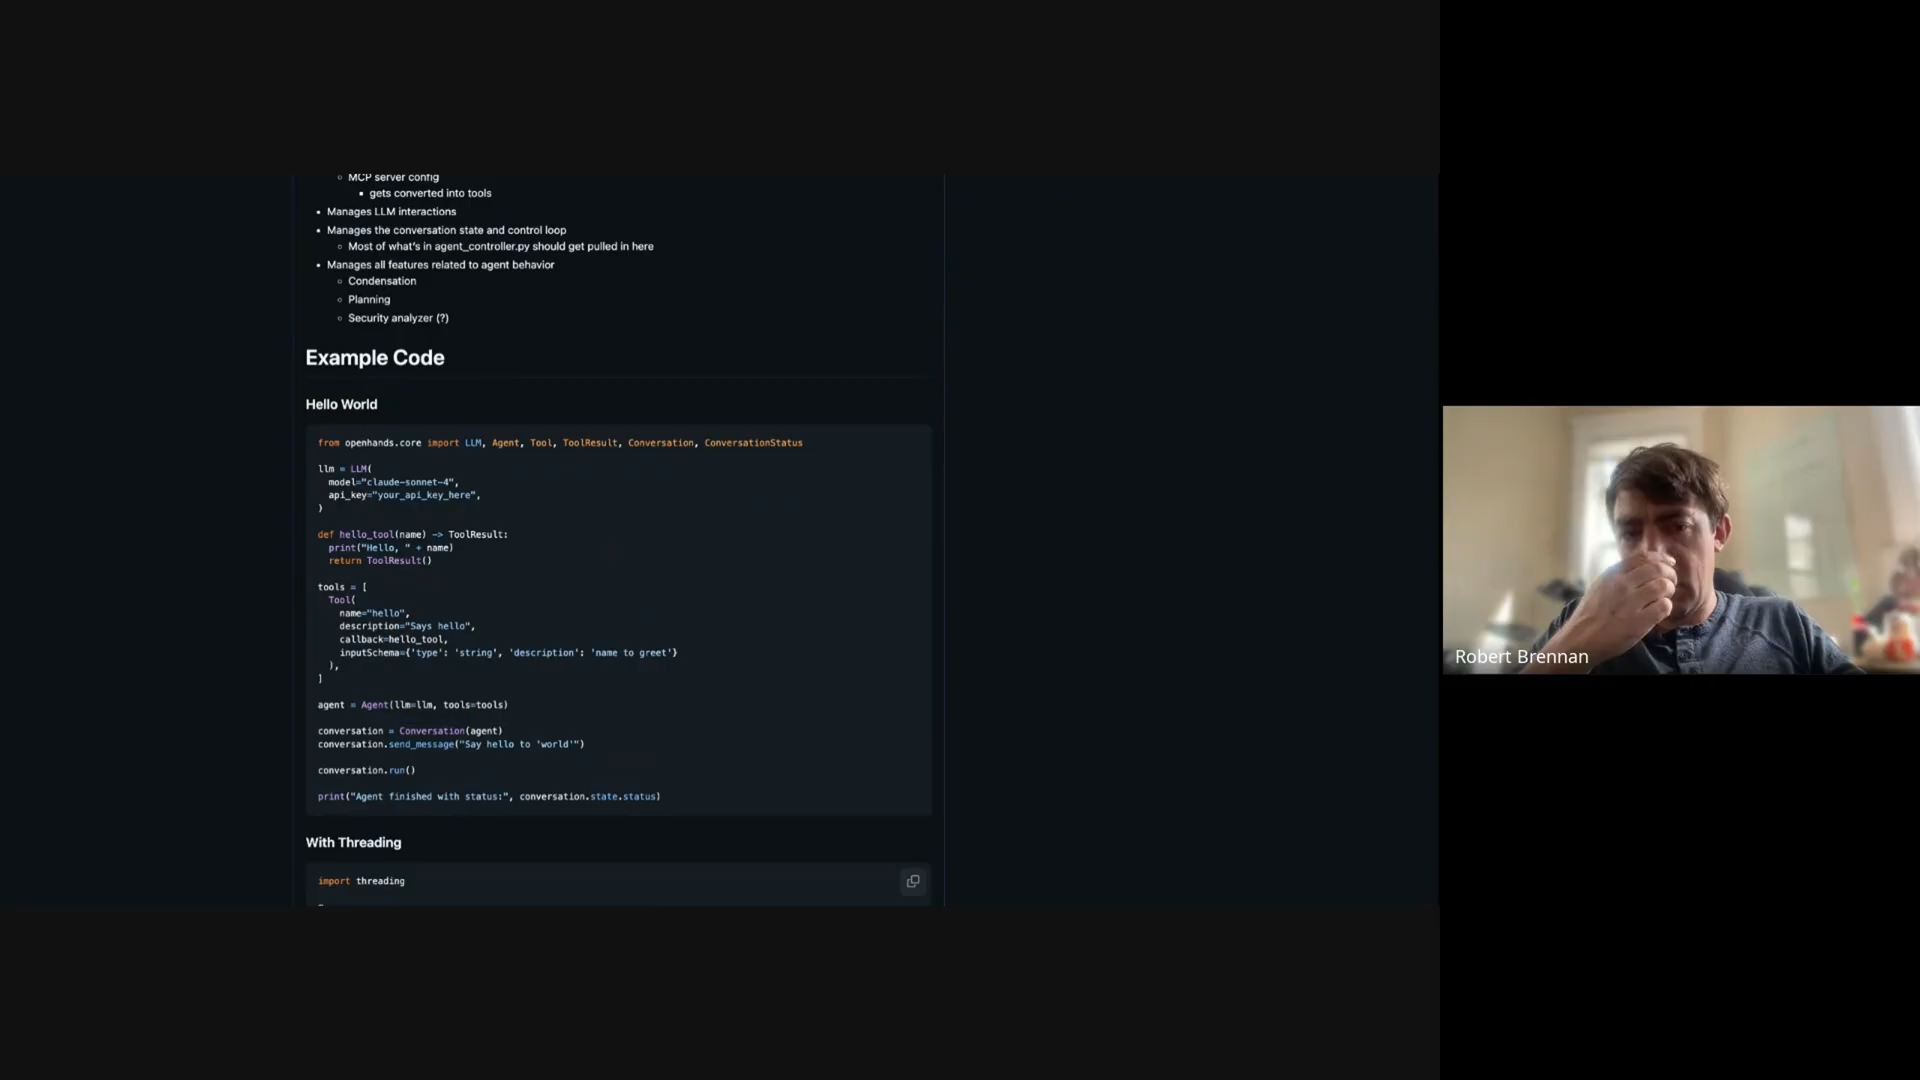 ◦ MCP server config
▪ gets converted into tools
• Manages LLM interactions
• Manages the conversation state and control loop
◦ Most of what's in agent_controller.py should get pulled in here
• Manages all features related to agent behavior
◦ Condensation
◦ Planning
◦ Security analyzer (?)
Example Code
Hello World
from openhands.core import LLM, Agent, Tool, ToolResult, Conversation, ConversationStatus
llm = LLM(
  model="claude-sonnet-4",
  api_key="your_api_key_here",
)
def hello_tool(name) -> ToolResult:
  print("Hello, " + name)
  return ToolResult()
tools = [
  Tool(
    name="hello",
    description="Says hello",
    callback=hello_tool,
    inputSchema={'type': 'string', 'description': 'name to greet'}
  ),
]
agent = Agent(llm=llm, tools=tools)
conversation = Conversation(agent)
conversation.send_message("Say hello to 'world'")
conversation.run()
print("Agent finished with status:", conversation.state.status)
With Threading
import threading
Robert Brennan